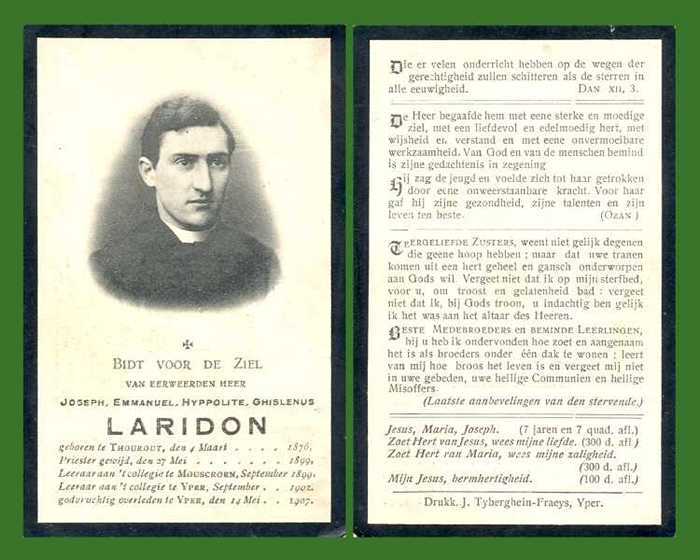 ✠
BIDT VOOR DE ZIEL
VAN EERWEERDEN HEER
JOSEPH, EMMANUEL, HYPPOLITE, GHISLENUS
LARIDON
geboren te THOUROUT, den 4 Maart . . . . 1876,
Priester gewijd, den 27 Mei . . . . . . . 1899,
Leeraar aan 't collegie te MOUSCROEN, September 1899,
Leeraar aan 't collegie te YPER, September . . 1902,
godvruchtig overleden te YPER, den 14 Mei . . 1907.
Die er velen onderricht hebben op de wegen der
gerechtigheid zullen schitteren als de sterren in
alle eeuwigheid. DAN XII, 3.
De Heer begaafde hem met eene sterke en moedige
ziel, met een liefdevol en edelmoedig hert, met
wijsheid en verstand en met eene onvermoeibare
werkzaamheid. Van God en van de menschen bemind
is zijne gedachtenis in zegening
Hij zag de jeugd en voelde zich tot haar getrokken
door eene onweerstaanbare kracht. Voor haar
gaf hij zijne gezondheid, zijne talenten en zijn
leven ten beste. (OZAN)
TEERGELIEFDE ZUSTERS, weent niet gelijk degenen
die geene hoop hebben; maar dat uwe tranen
komen uit een hert geheel en gansch onderworpen
aan Gods wil. Vergeet niet dat ik op mijn sterfbed,
voor u, om troost en gelatenheid bad: vergeet
niet dat ik, bij Gods troon, u indachtig ben gelijk
ik het was aan het altaar des Heeren.
BESTE MEDEBROEDERS EN BEMINDE LEERLINGEN,
bij u heb ik ondervonden hoe zoet en aangenaam
het is als broeders onder één dak te wonen; leert
van mij hoe broos het leven is en vergeet mij niet
in uwe gebeden, uwe heilige Communien en heilige
Misoffers.
(Laatste aanbevelingen van den stervende.)
Jesus, Maria, Joseph. (7 jaren en 7 quad. afl.)
Zoet Hert van Jesus, wees mijne liefde. (300 d. afl.)
Zoet Hert van Maria, wees mijne zaligheid.
(300 d. afl.)
Mijn Jesus, bermhertigheid. (100 d. afl.)
Drukk. J. Tyberghein-Fraeys, Yper.